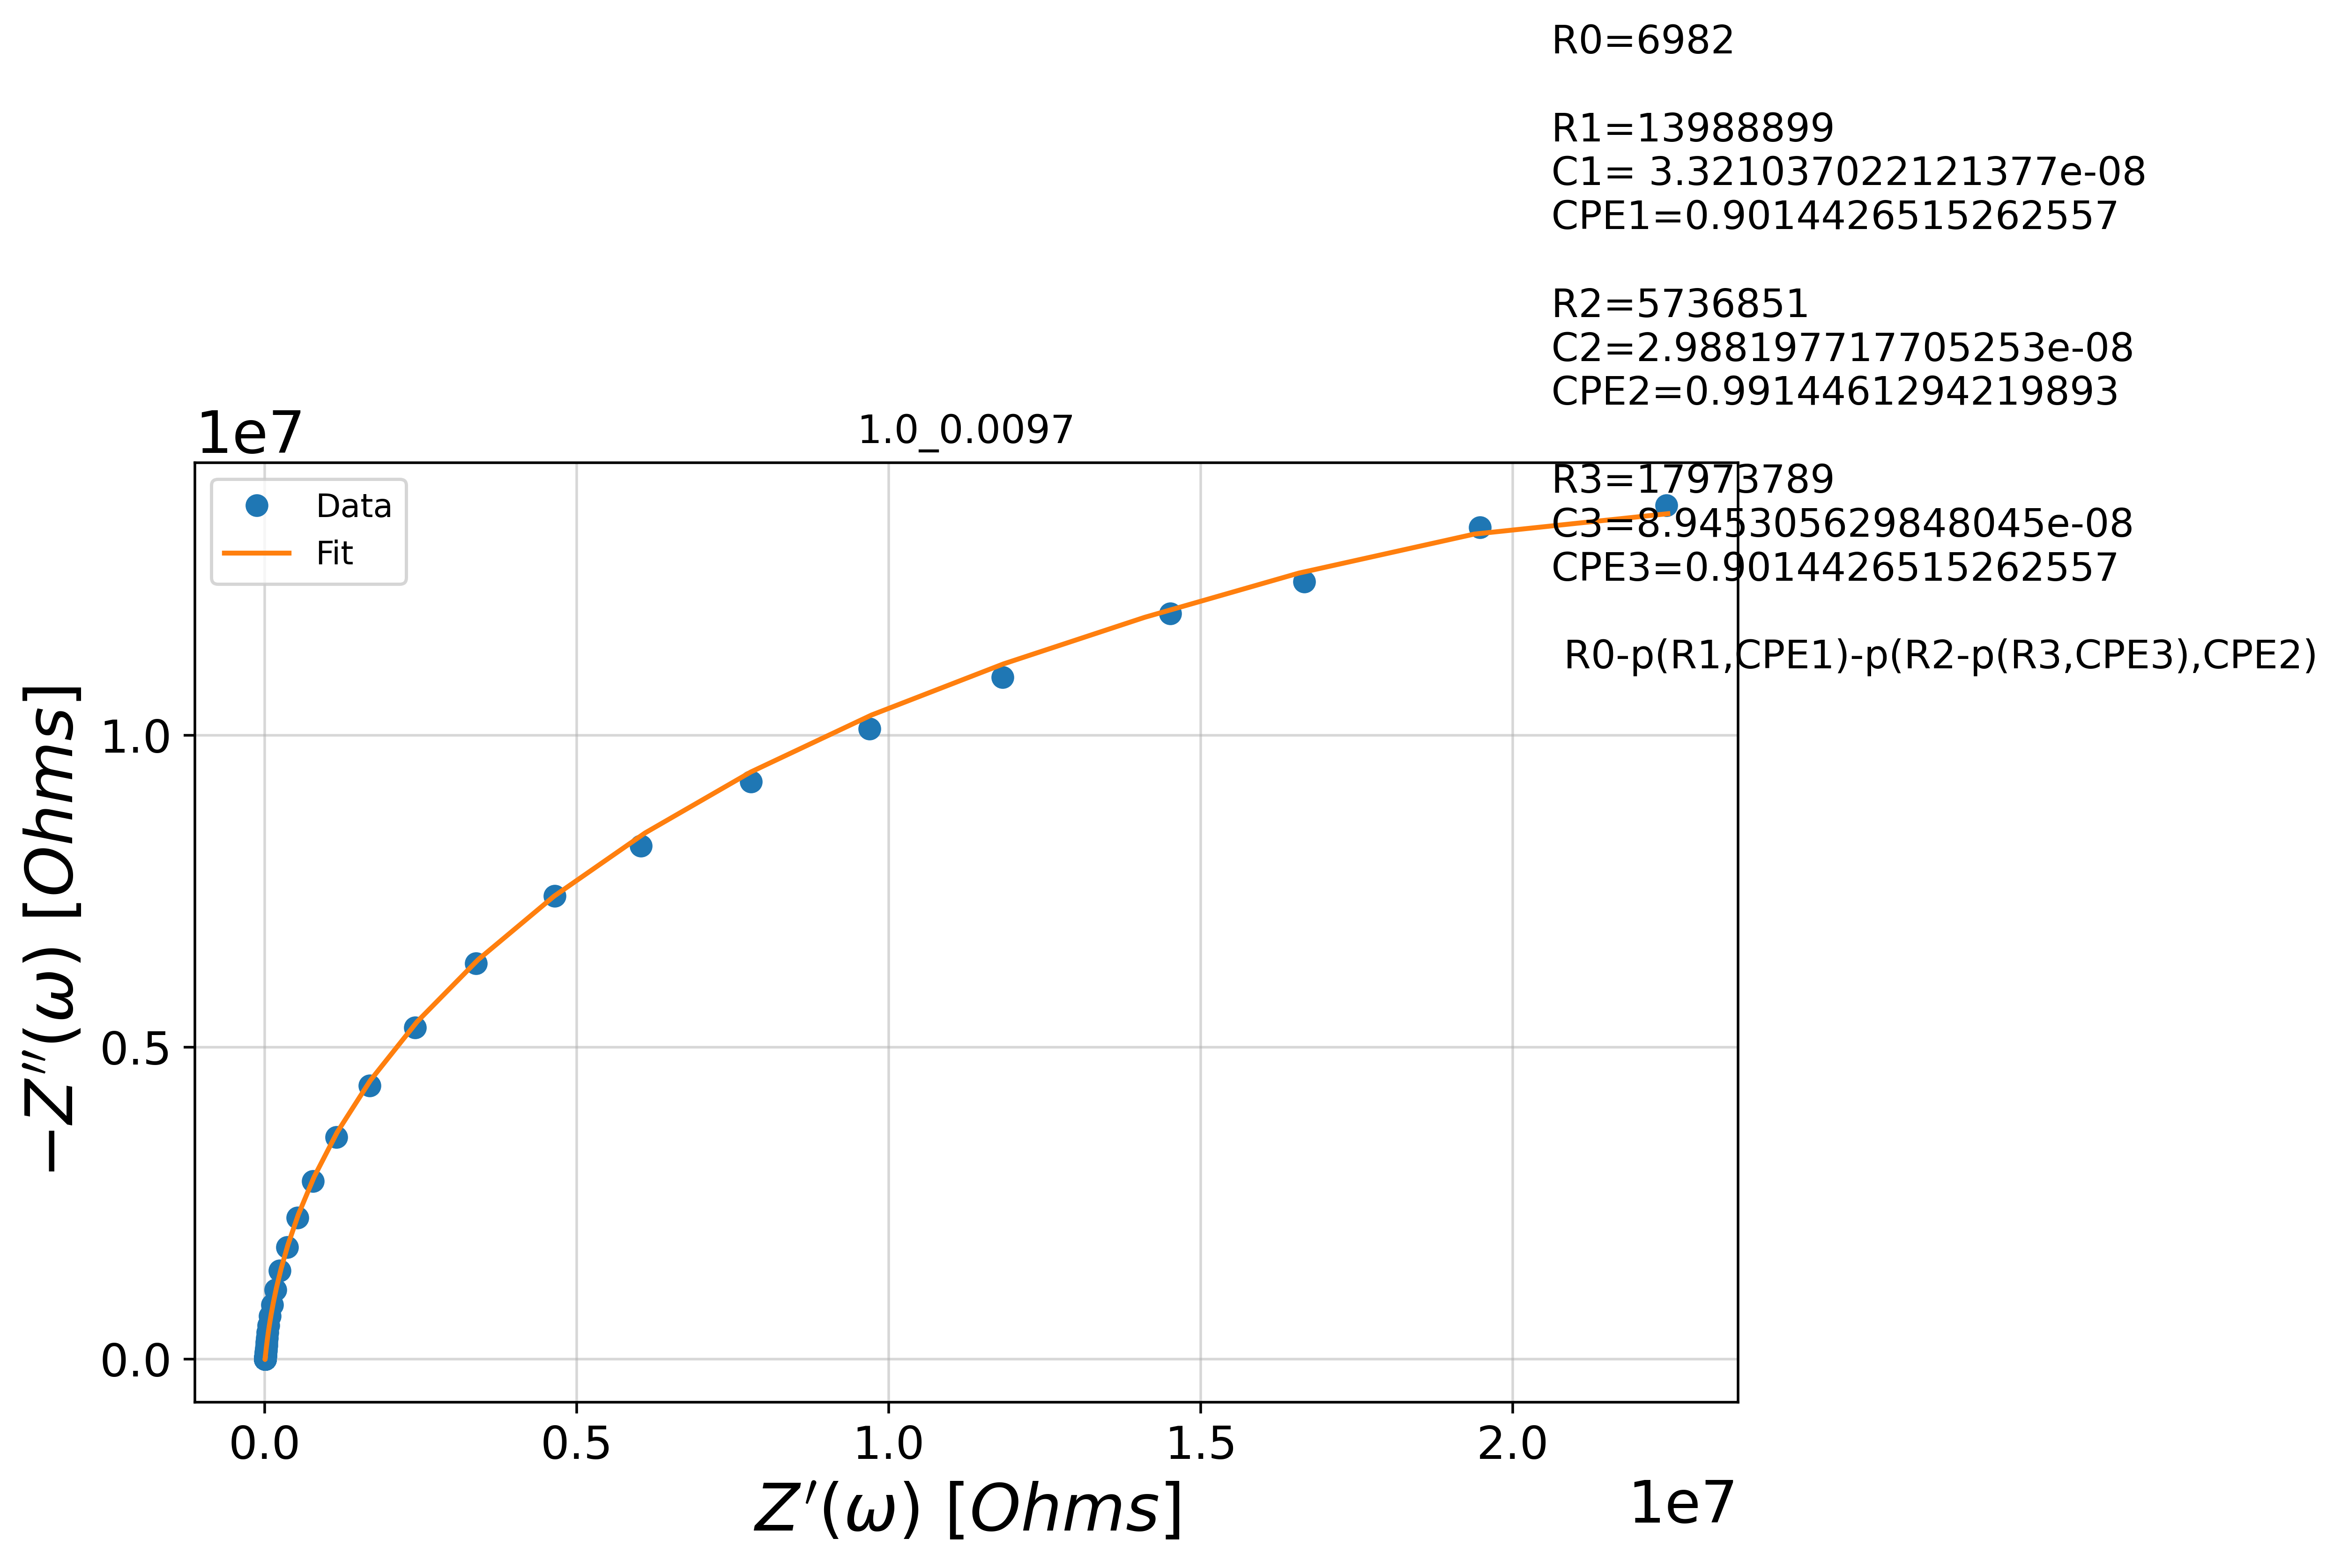 R0=6982
R1=13988899
C1= 3.321037022121377e-08
CPE1=0.9014426515262557
R2=5736851
C2=2.988197717705253e-08
CPE2=0.9914461294219893
1e7
1.0_0.0097
R3=17973789
C3=8.945305629848045e-08
CPE3=0.9014426515262557
R0-p(R1,CPE1)-p(R2-p(R3,CPE3),CPE2)
Data
Fit
−Z′′(ω) [Ohms]
1.0
0.5
0.0
0.0 0.5 1.0 1.5 2.0
Z′(ω) [Ohms]
1e7